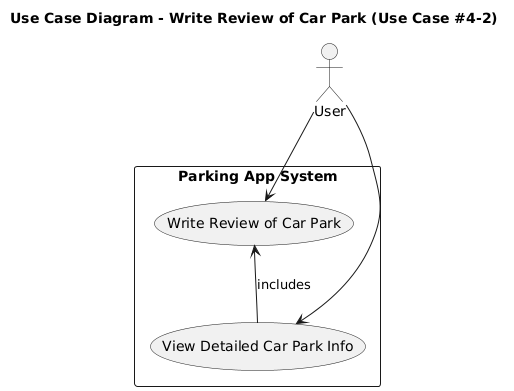 Use Case Diagram - Write Review of Car Park (Use Case #4-2)
User
Parking App System
Write Review of Car Park
includes
View Detailed Car Park Info